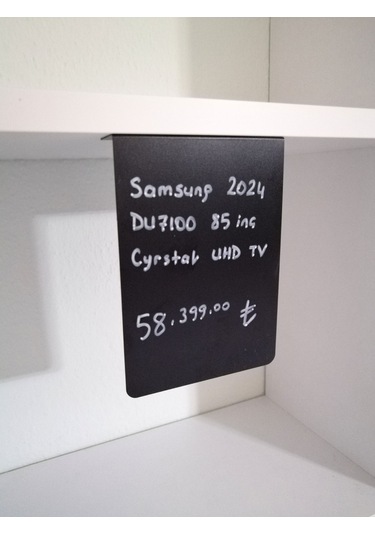 Samsung 2024
DU7100 85 inç
Cyrstal UHD TV
58.399.00 ₺